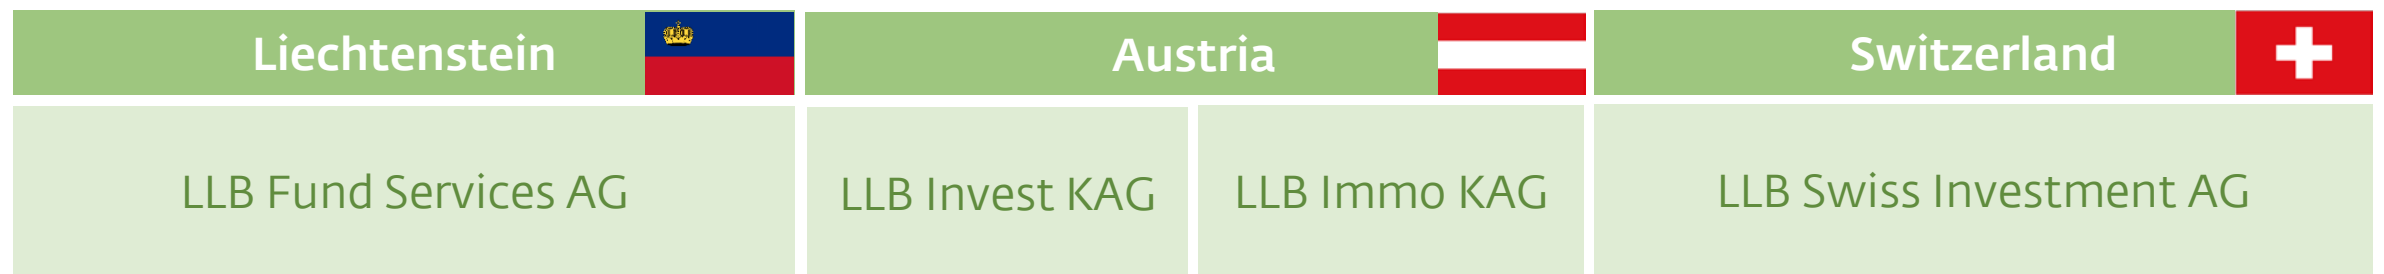 Liechtenstein
Austria
Switzerland
LLB Fund Services AG
LLB Invest KAG
LLB Immo KAG
LLB Swiss Investment AG